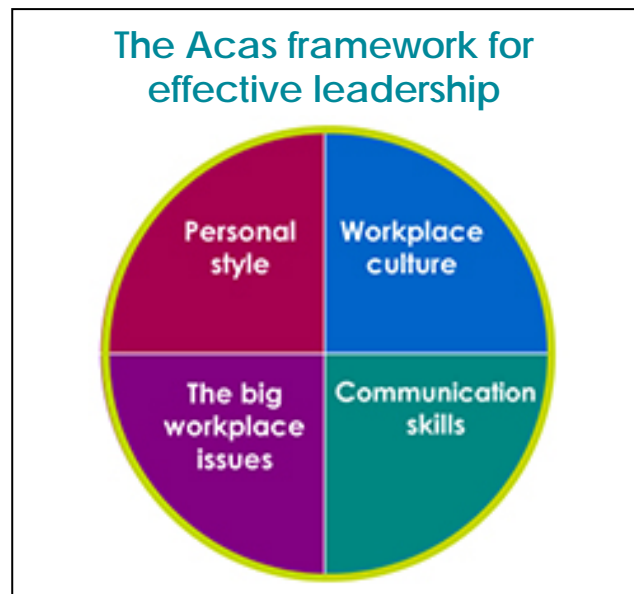 The Acas framework for
effective leadership
Personal
style
Workplace
culture
The big
workplace
issues
Communication
skills